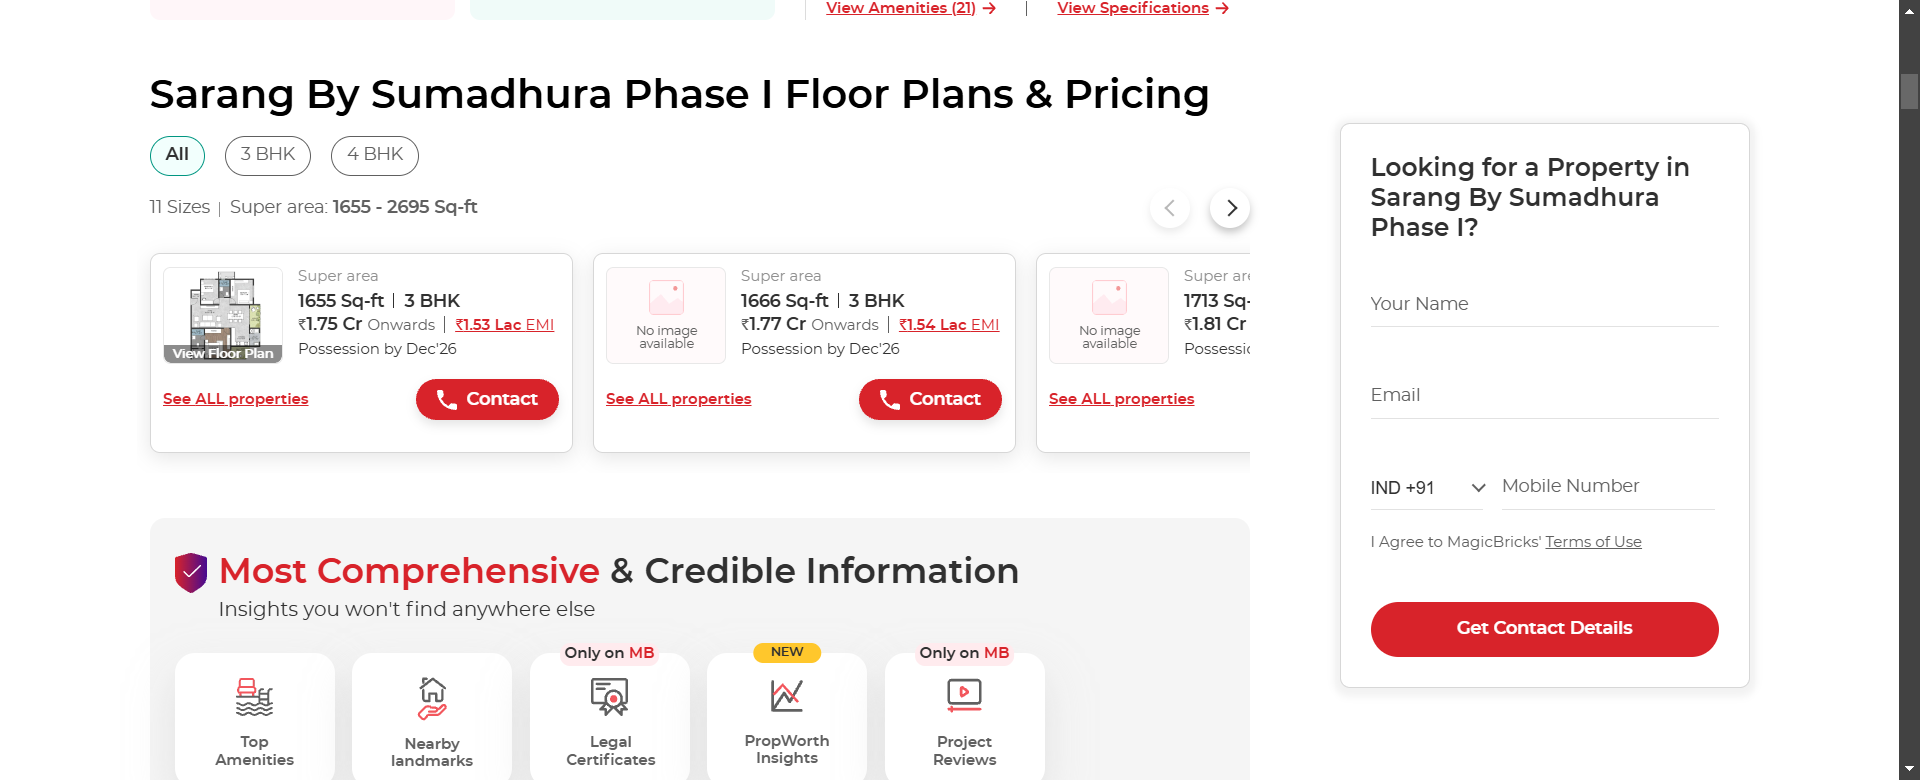 View Amenities (21) → | View Specifications →
Sarang By Sumadhura Phase I Floor Plans & Pricing
All
3 BHK
4 BHK
11 Sizes | Super area: 1655 - 2695 Sq-ft
Super area
1655 Sq-ft | 3 BHK
₹1.75 Cr Onwards | ₹1.53 Lac EMI
Possession by Dec'26
View Floor Plan
See ALL properties
Contact
No image
available
Super area
1666 Sq-ft | 3 BHK
₹1.77 Cr Onwards | ₹1.54 Lac EMI
Possession by Dec'26
See ALL properties
Contact
No image
available
Super are
1713 Sq-
₹1.81 Cr
Possessi
See ALL properties
Most Comprehensive & Credible Information
Insights you won't find anywhere else
Top
Amenities
Nearby
landmarks
Only on MB
Legal
Certificates
NEW
PropWorth
Insights
Only on MB
Project
Reviews
Looking for a Property in
Sarang By Sumadhura
Phase I?
Your Name
Email
IND +91
Mobile Number
I Agree to MagicBricks' Terms of Use
Get Contact Details